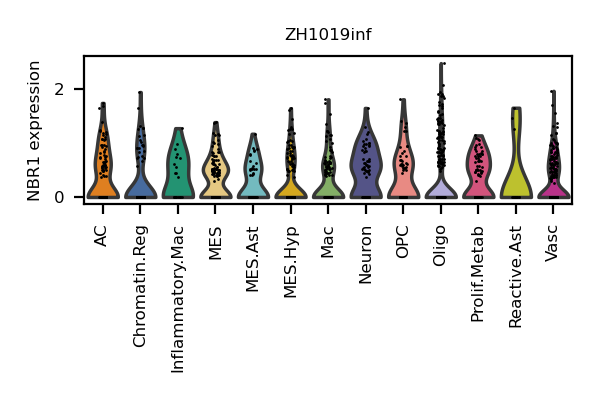 ZH1019inf
NBR1 expression
2
0
AC
Chromatin.Reg
Inflammatory.Mac
MES
MES.Ast
MES.Hyp
Mac
Neuron
OPC
Oligo
Prolif.Metab
Reactive.Ast
Vasc